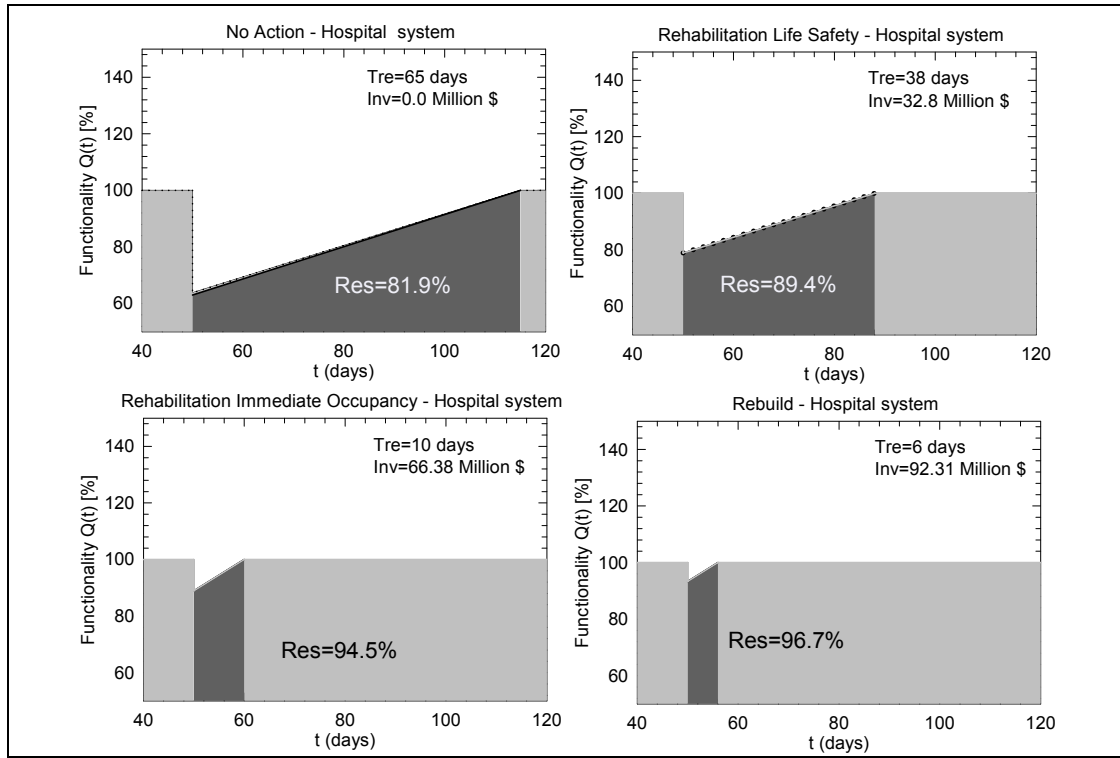 No Action - Hospital system
Tre=65 days
Inv=0.0 Million $
Functionality Q(t) [%]
140
120
100
80
60
Res=81.9%
40 60 80 100 120
t (days)
Rehabilitation Life Safety - Hospital system
Tre=38 days
Inv=32.8 Million $
Functionality Q(t) [%]
140
120
100
80
60
Res=89.4%
40 60 80 100 120
t (days)
Rehabilitation Immediate Occupancy - Hospital system
Tre=10 days
Inv=66.38 Million $
Functionality Q(t) [%]
140
120
100
80
60
Res=94.5%
40 60 80 100 120
t (days)
Rebuild - Hospital system
Tre=6 days
Inv=92.31 Million $
Functionality Q(t) [%]
140
120
100
80
60
Res=96.7%
40 60 80 100 120
t (days)